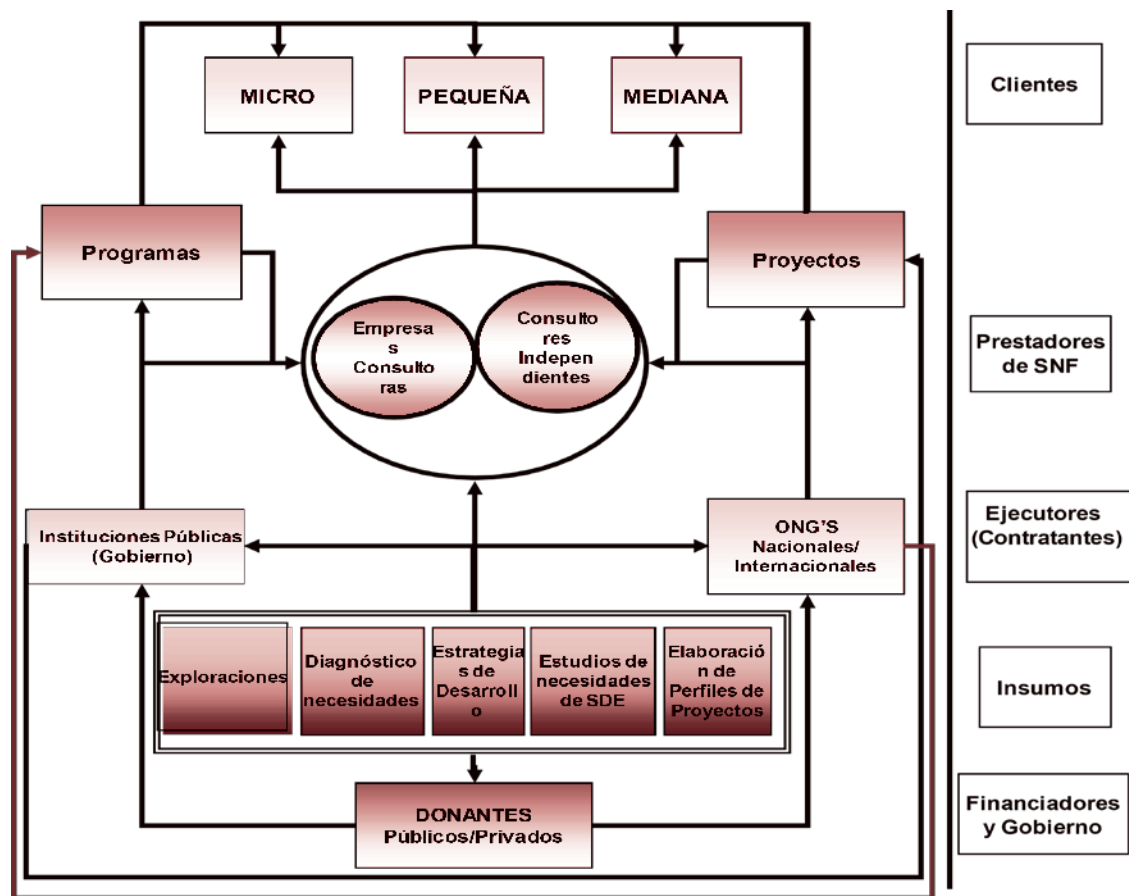 MICRO
PEQUEÑA
MEDIANA
Clientes
Programas
Proyectos
Empresa
s
Consulto
ras
Consulto
res
Indepen
dientes
Prestadores
de SNF
Instituciones Públicas
(Gobierno)
ONG'S
Nacionales/
Internacionales
Ejecutores
(Contratantes)
Exploraciones
Diagnóstico
de
necesidades
Estrategia
s de
Desarroll
o
Estudios de
necesidades
de SDE
Elaboració
n de
Perfiles de
Proyectos
Insumos
DONANTES
Públicos/Privados
Financiadores
y Gobierno